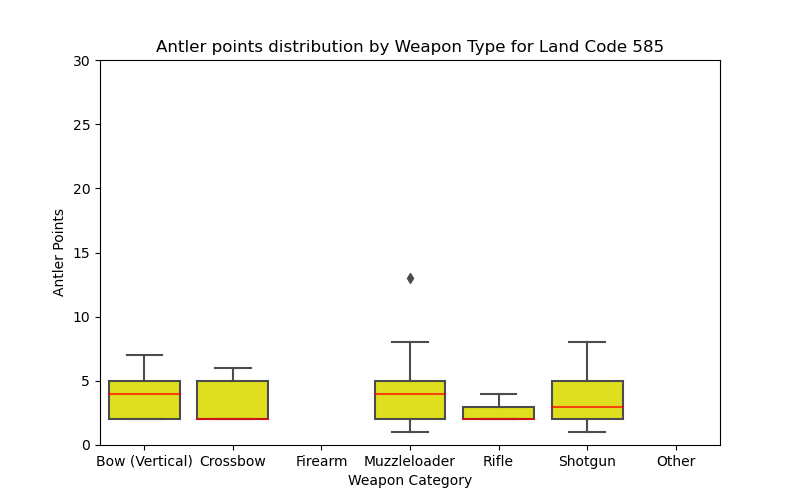 Antler points distribution by Weapon Type for Land Code 585
30
25
20
15
10
5
0
Antler Points
Bow (Vertical) Crossbow Firearm Muzzleloader Rifle Shotgun Other
Weapon Category